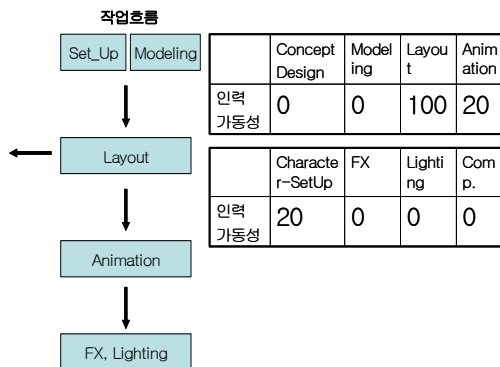 작업흐름
Set_Up Modeling
Layout
Animation
FX, Lighting
Concept Design Model ing Layou t Anim ation
인력 가동성 0 0 100 20
Characte r-SetUp FX Lighti ng Com p.
인력 가동성 20 0 0 0